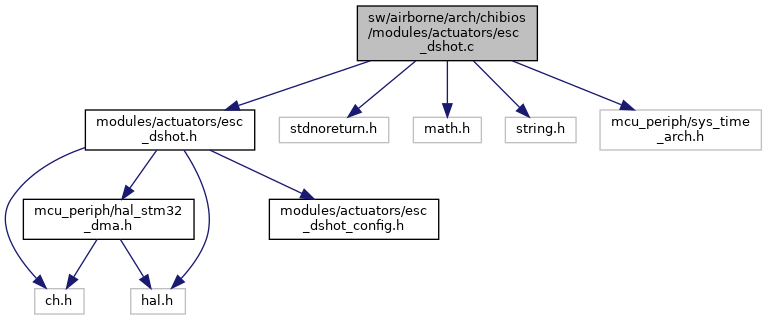 sw/airborne/arch/chibios
/modules/actuators/esc
_dshot.c
modules/actuators/esc
_dshot.h
stdnoreturn.h
math.h
string.h
mcu_periph/sys_time
_arch.h
mcu_periph/hal_stm32
_dma.h
modules/actuators/esc
_dshot_config.h
ch.h
hal.h